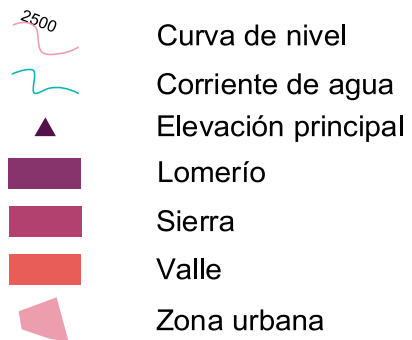 2500
Curva de nivel
Corriente de agua
Elevación principal
Lomerío
Sierra
Valle
Zona urbana